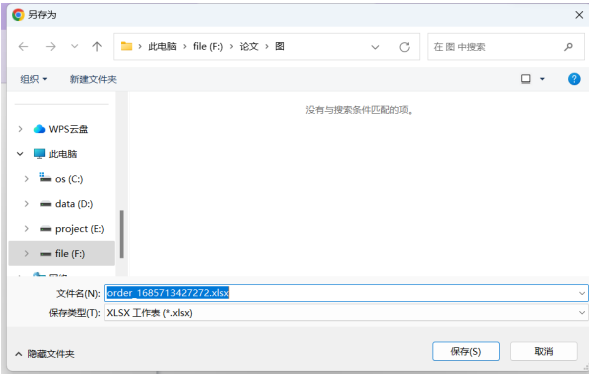 另存为
此电脑 › file (F:) › 论文 › 图
在 图 中搜索
组织
新建文件夹
没有与搜索条件匹配的项。
WPS云盘
此电脑
os (C:)
data (D:)
project (E:)
file (F:)
文件名(N): order_1685713427272.xlsx
保存类型(T): XLSX 工作表 (*.xlsx)
隐藏文件夹
保存(S)
取消